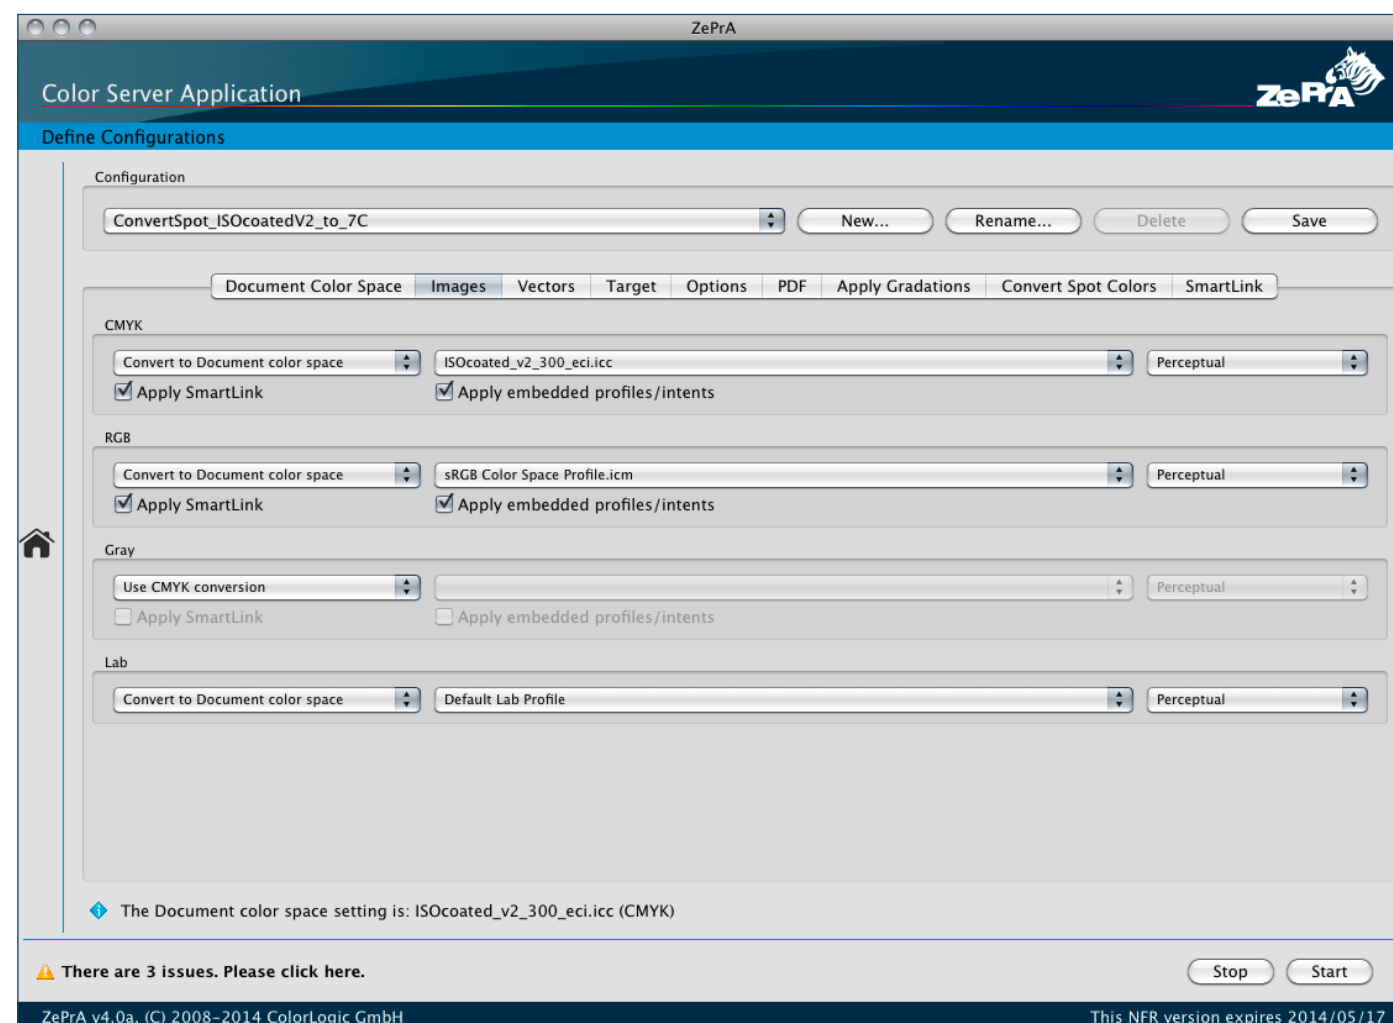 ZePrA
Color Server Application
ZePrA
Define Configurations
Configuration
ConvertSpot_ISOcoatedV2_to_7C New... Rename... Delete Save
Document Color Space Images Vectors Target Options PDF Apply Gradations Convert Spot Colors SmartLink
CMYK
Convert to Document color space ISOcoated_v2_300_eci.icc Perceptual
Apply SmartLink Apply embedded profiles/intents
RGB
Convert to Document color space sRGB Color Space Profile.icm Perceptual
Apply SmartLink Apply embedded profiles/intents
Gray
Use CMYK conversion Perceptual
Apply SmartLink Apply embedded profiles/intents
Lab
Convert to Document color space Default Lab Profile Perceptual
The Document color space setting is: ISOcoated_v2_300_eci.icc (CMYK)
There are 3 issues. Please click here. Stop Start
ZePrA v4.0a, (C) 2008-2014 ColorLogic GmbH This NFR version expires 2014/05/17